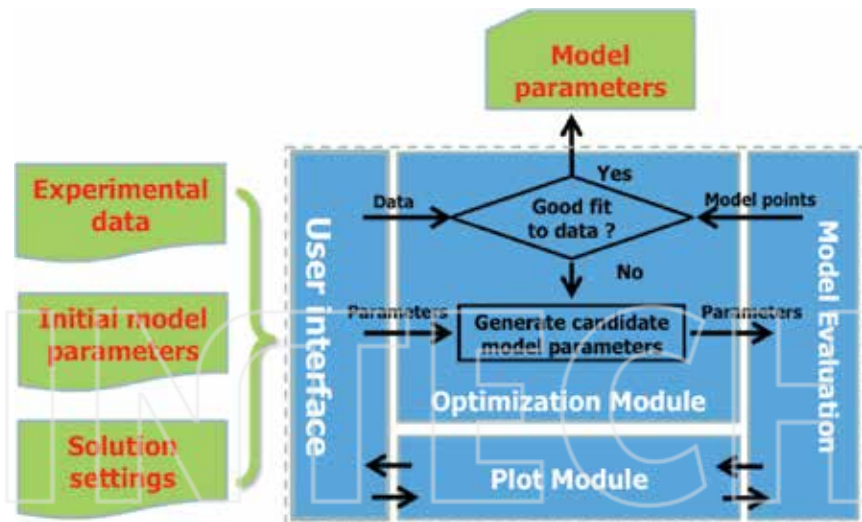 Model
parameters
Experimental
data
Initial model
parameters
Solution
settings
User interface
Data
Yes
Good fit
to data ?
Model points
No
Parameters
Generate candidate
model parameters
Parameters
Optimization Module
Plot Module
Model Evaluation
INTECH